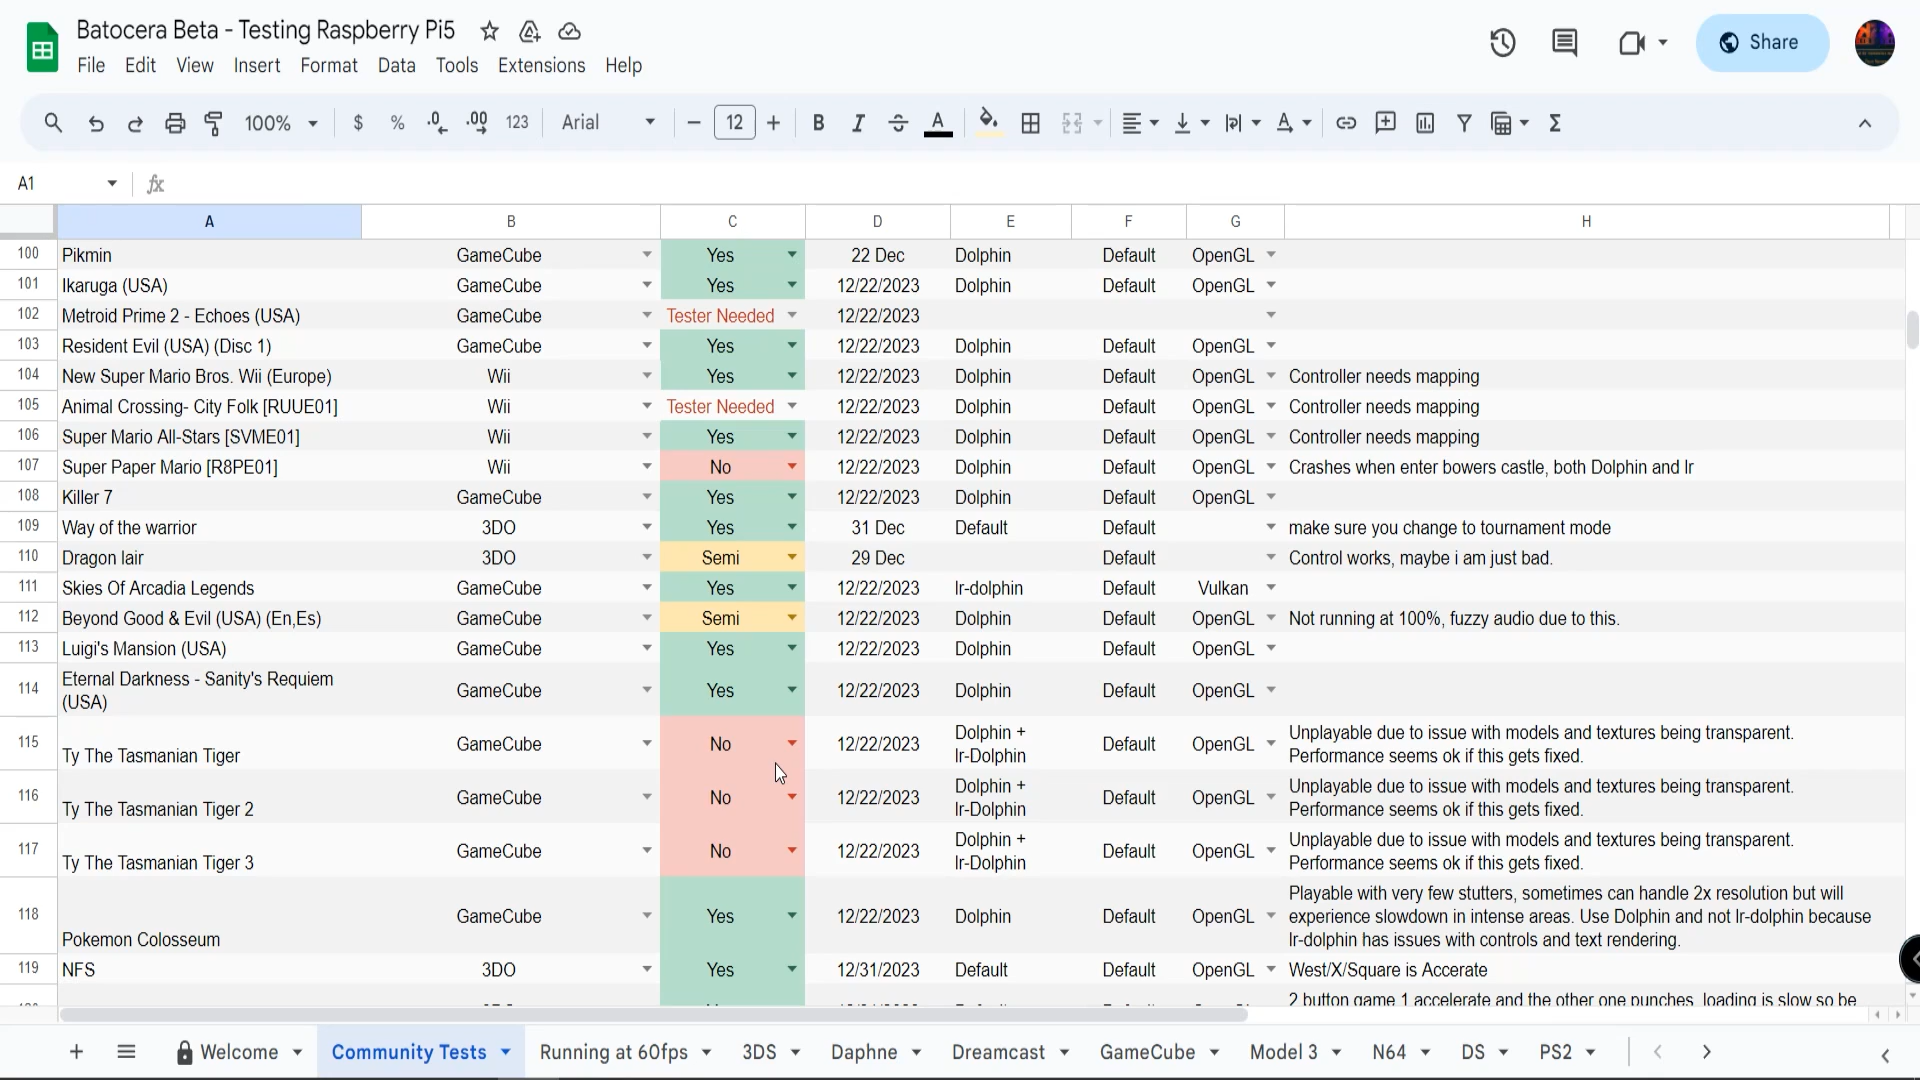 Batocera Beta - Testing Raspberry Pi5
Share
File Edit View Insert Format Data Tools Extensions Help
100% $ % .0 .00 123 Arial 12 B I A
A1 fx
A B C D E F G H
100 Pikmin GameCube Yes 22 Dec Dolphin Default OpenGL
101 Ikaruga (USA) GameCube Yes 12/22/2023 Dolphin Default OpenGL
102 Metroid Prime 2 - Echoes (USA) GameCube Tester Needed 12/22/2023
103 Resident Evil (USA) (Disc 1) GameCube Yes 12/22/2023 Dolphin Default OpenGL
104 New Super Mario Bros. Wii (Europe) Wii Yes 12/22/2023 Dolphin Default OpenGL Controller needs mapping
105 Animal Crossing- City Folk [RUUE01] Wii Tester Needed 12/22/2023 Dolphin Default OpenGL Controller needs mapping
106 Super Mario All-Stars [SVME01] Wii Yes 12/22/2023 Dolphin Default OpenGL Controller needs mapping
107 Super Paper Mario [R8PE01] Wii No 12/22/2023 Dolphin Default OpenGL Crashes when enter bowers castle, both Dolphin and lr
108 Killer 7 GameCube Yes 12/22/2023 Dolphin Default OpenGL
109 Way of the warrior 3DO Yes 31 Dec Default Default make sure you change to tournament mode
110 Dragon lair 3DO Semi 29 Dec Default Control works, maybe i am just bad.
111 Skies Of Arcadia Legends GameCube Yes 12/22/2023 lr-dolphin Default Vulkan
112 Beyond Good & Evil (USA) (En,Es) GameCube Semi 12/22/2023 Dolphin Default OpenGL Not running at 100%, fuzzy audio due to this.
113 Luigi's Mansion (USA) GameCube Yes 12/22/2023 Dolphin Default OpenGL
114 Eternal Darkness - Sanity's Requiem
(USA) GameCube Yes 12/22/2023 Dolphin Default OpenGL
115 Ty The Tasmanian Tiger GameCube No 12/22/2023 Dolphin +
lr-Dolphin Default OpenGL Unplayable due to issue with models and textures being transparent.
Performance seems ok if this gets fixed.
116 Ty The Tasmanian Tiger 2 GameCube No 12/22/2023 Dolphin +
lr-Dolphin Default OpenGL Unplayable due to issue with models and textures being transparent.
Performance seems ok if this gets fixed.
117 Ty The Tasmanian Tiger 3 GameCube No 12/22/2023 Dolphin +
lr-Dolphin Default OpenGL Unplayable due to issue with models and textures being transparent.
Performance seems ok if this gets fixed.
118 Pokemon Colosseum GameCube Yes 12/22/2023 Dolphin Default OpenGL Playable with very few stutters, sometimes can handle 2x resolution but will
experience slowdown in intense areas. Use Dolphin and not lr-dolphin because
lr-dolphin has issues with controls and text rendering.
119 NFS 3DO Yes 12/31/2023 Default Default OpenGL West/X/Square is Accerate
2 button game 1 accelerate and the other one punches, loading is slow so be
Welcome Community Tests Running at 60fps 3DS Daphne Dreamcast GameCube Model 3 N64 DS PS2